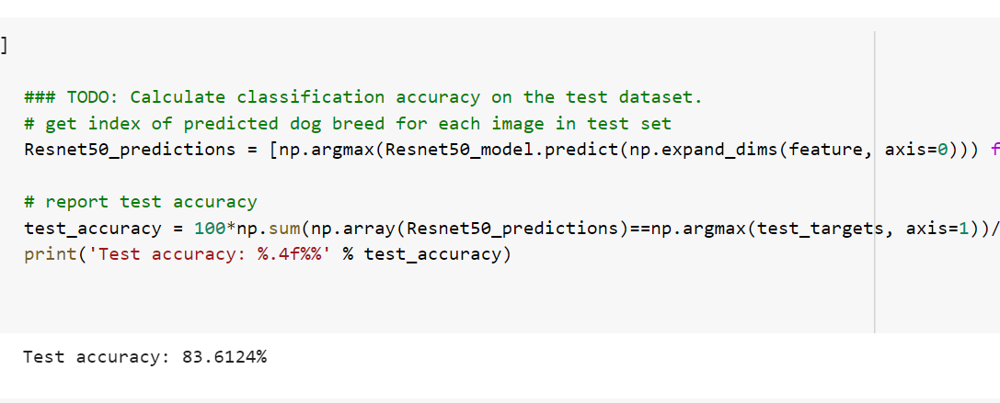 ]
### TODO: Calculate classification accuracy on the test dataset.
# get index of predicted dog breed for each image in test set
Resnet50_predictions = [np.argmax(Resnet50_model.predict(np.expand_dims(feature, axis=0))) f
# report test accuracy
test_accuracy = 100*np.sum(np.array(Resnet50_predictions)==np.argmax(test_targets, axis=1))/
print('Test accuracy: %.4f%%' % test_accuracy)
Test accuracy: 83.6124%